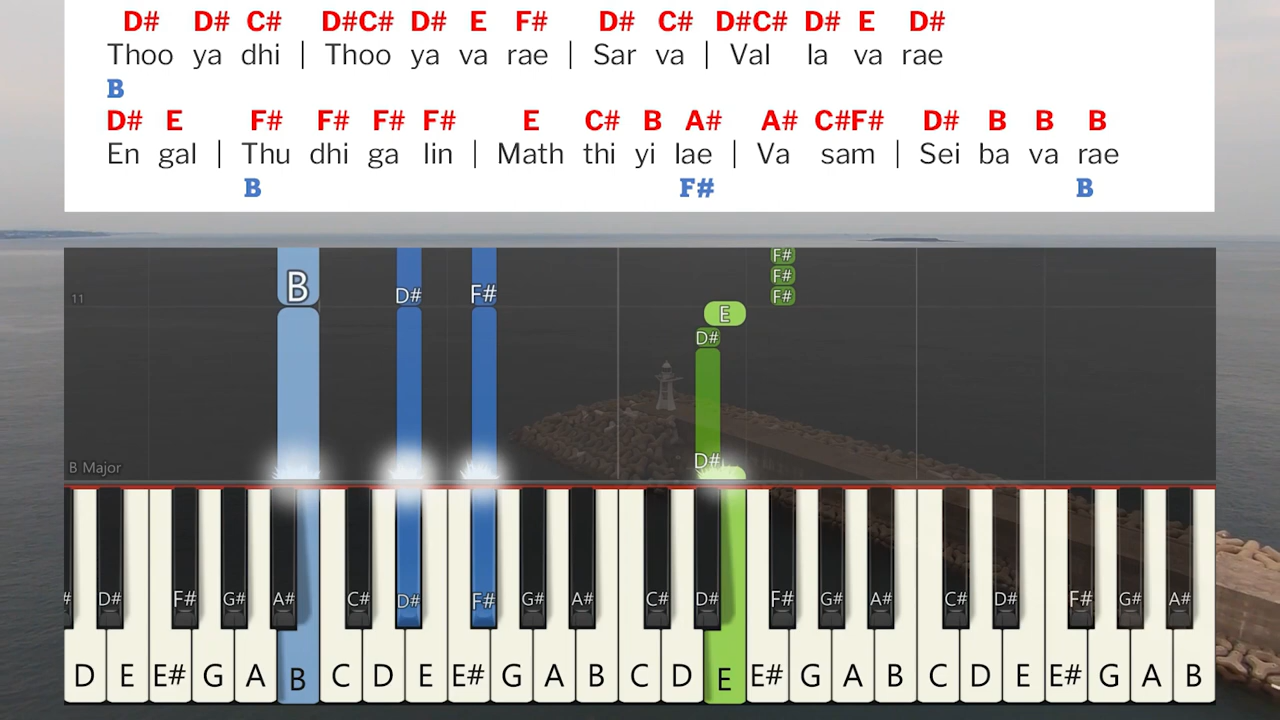 D# D# C# D#C# D# E F# D# C# D#C# D# E D#
Thoo ya dhi | Thoo ya va rae | Sar va | Val la va rae
B
D# E F# F# F# F# E C# B A# A# C#F# D# B B B
En gal | Thu dhi ga lin | Math thi yi lae | Va sam | Sei ba va rae
B F# B
F#
F#
B D# F# F#
11
E
D#
B Major D#
# D# F# G# A# C# D# F# G# A# C# D# F# G# A# C# D# F# G# A#
D E E# G A B C D E E# G A B C D E E# G A B C D E E# G A B